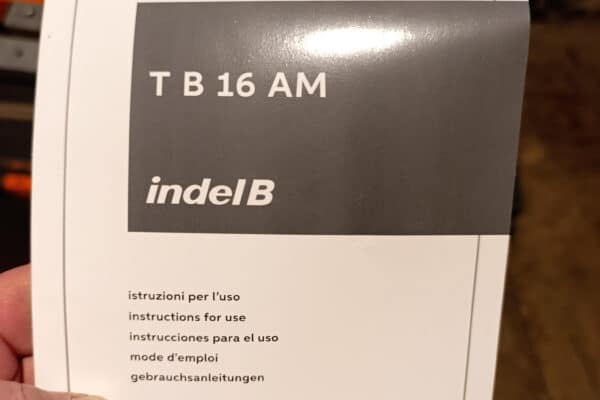 T B 16 AM
indelB
istruzioni per l'uso
instructions for use
instrucciones para el uso
mode d'emploi
gebrauchsanleitungen